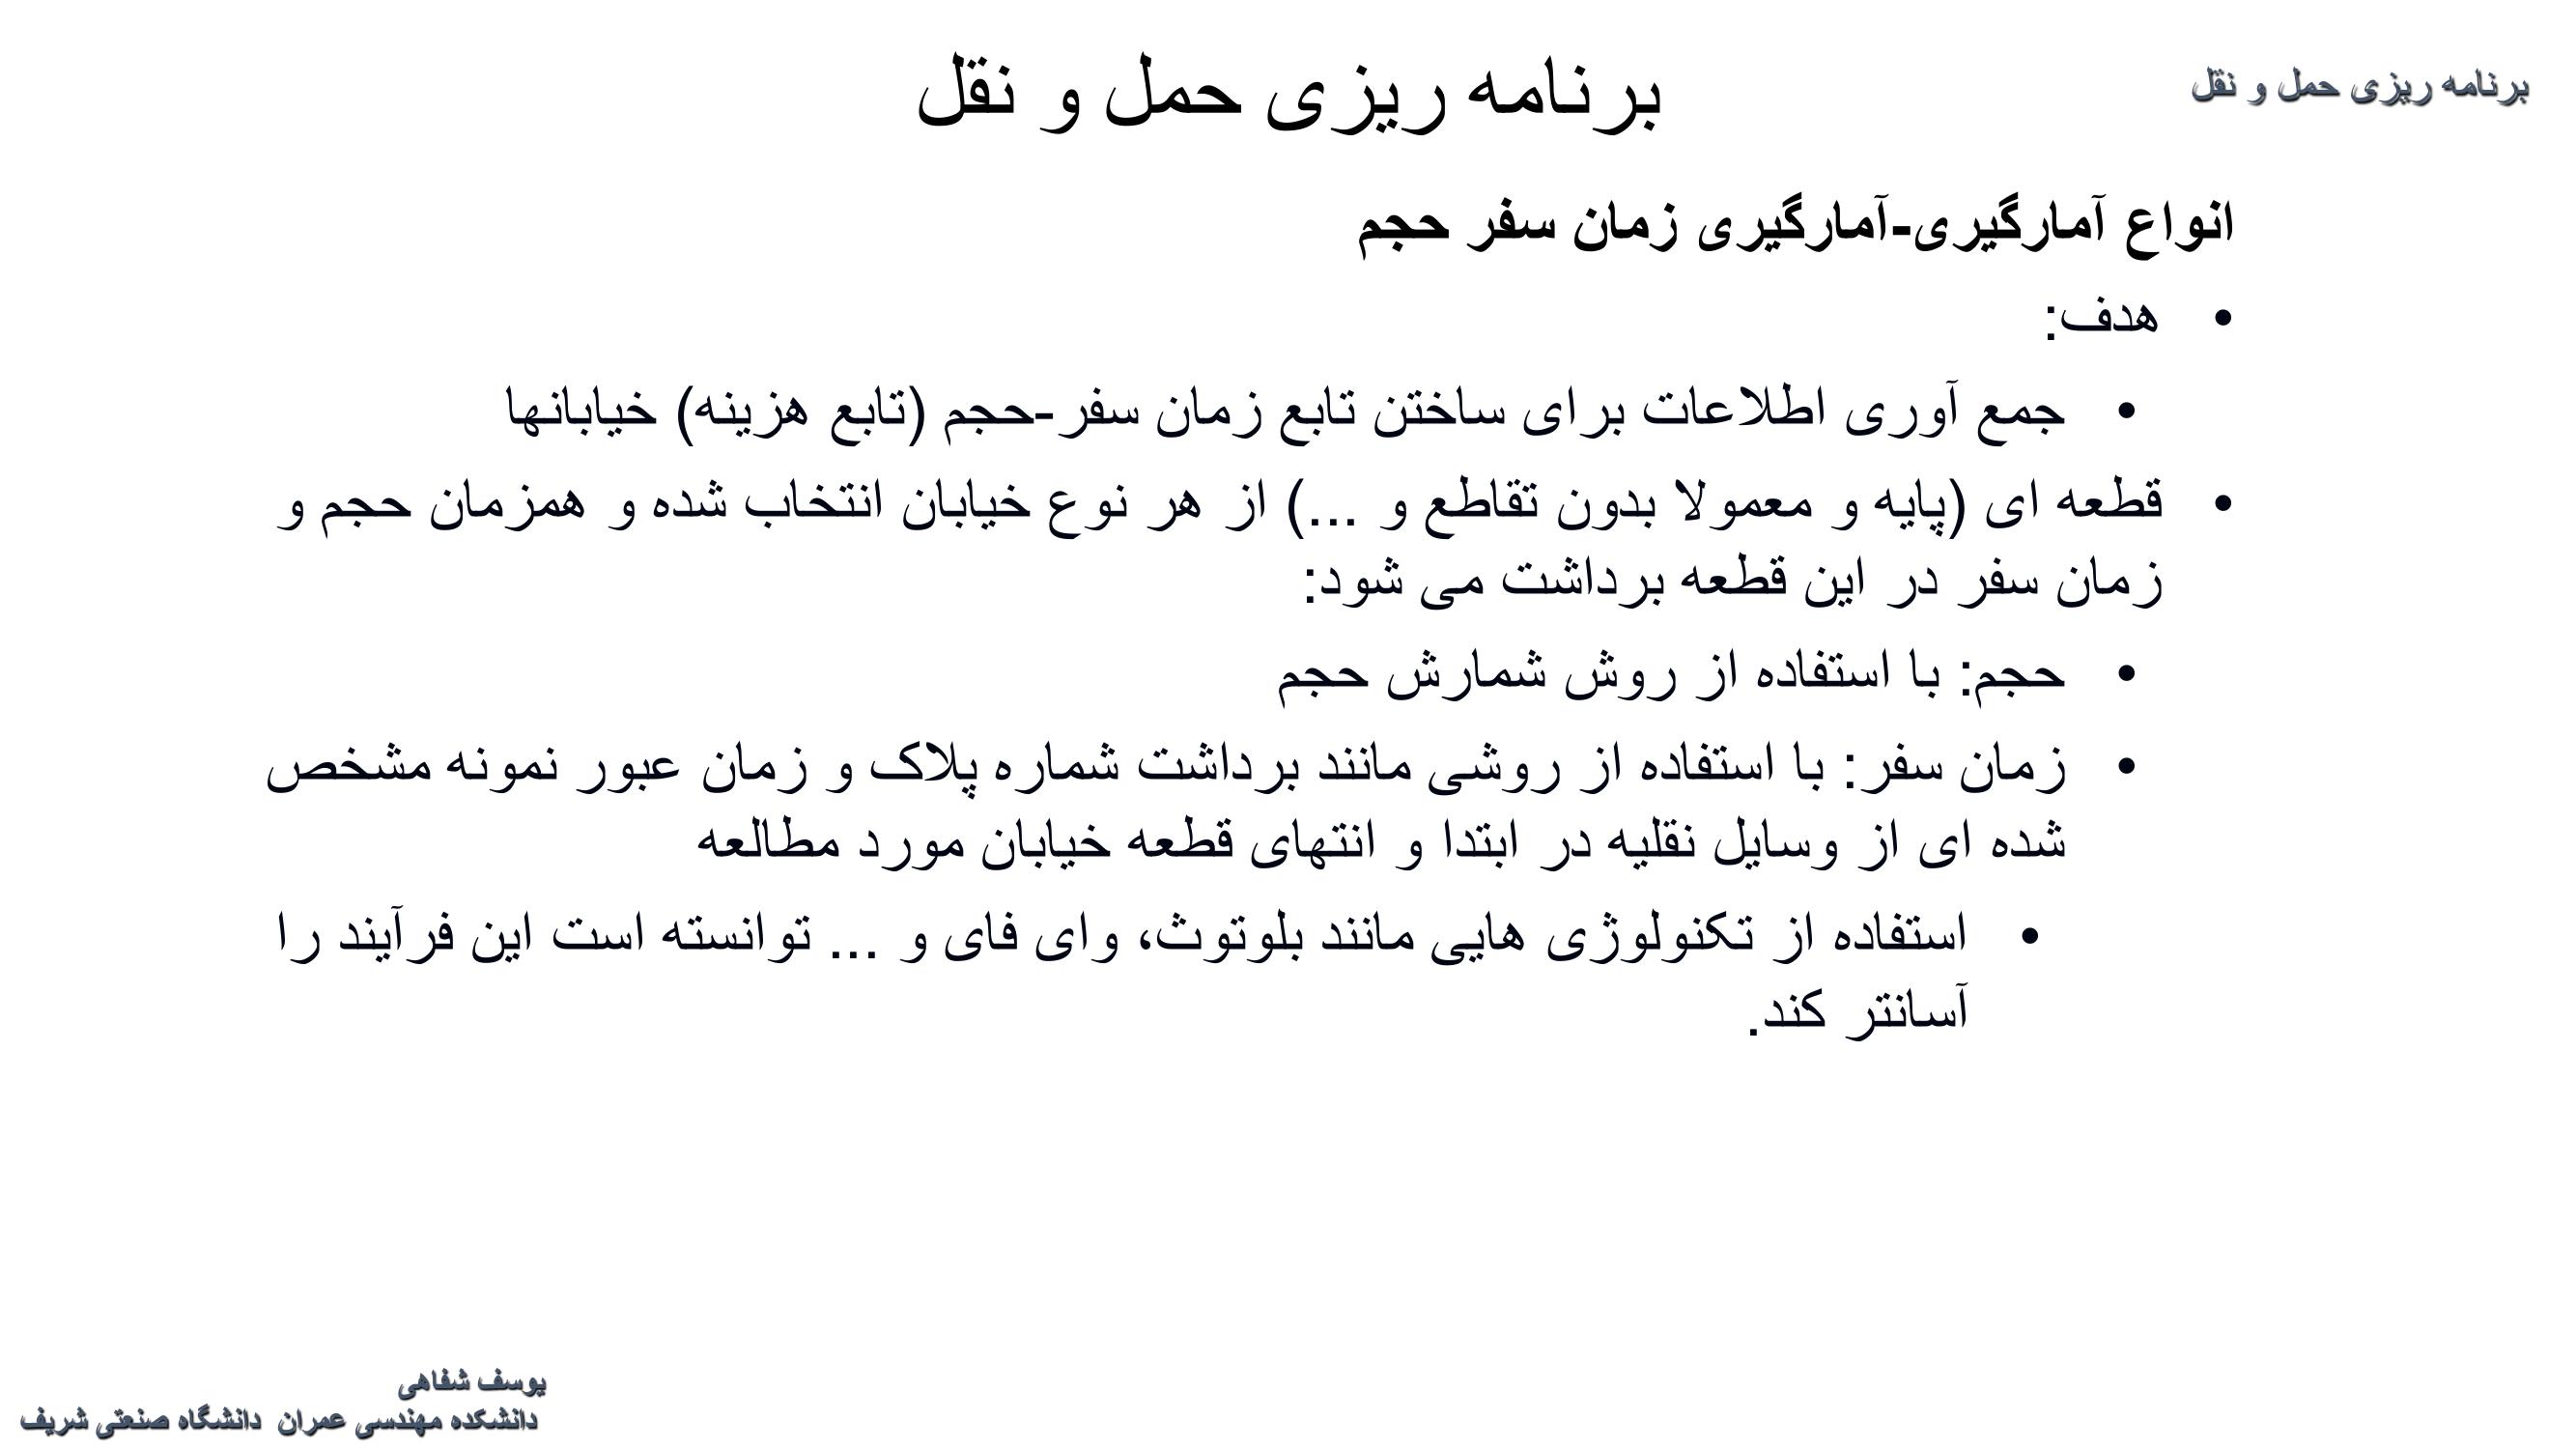 برنامه ریزی حمل و نقل
برنامه ریزی حمل و نقل
انواع آمارگیری-آمارگیری زمان سفر حجم
• هدف:
• جمع آوری اطلاعات برای ساختن تابع زمان سفر-حجم (تابع هزینه) خیابانها
• قطعه ای (پایه و معمولا بدون تقاطع و ...) از هر نوع خیابان انتخاب شده و همزمان حجم و
زمان سفر در این قطعه برداشت می شود:
• حجم: با استفاده از روش شمارش حجم
• زمان سفر: با استفاده از روشی مانند برداشت شماره پلاک و زمان عبور نمونه مشخص
شده ای از وسایل نقلیه در ابتدا و انتهای قطعه خیابان مورد مطالعه
• استفاده از تکنولوژی هایی مانند بلوتوث، وای فای و ... توانسته است این فرآیند را
آسانتر کند.
یوسف شفاهی
دانشکده مهندسی عمران دانشگاه صنعتی شریف